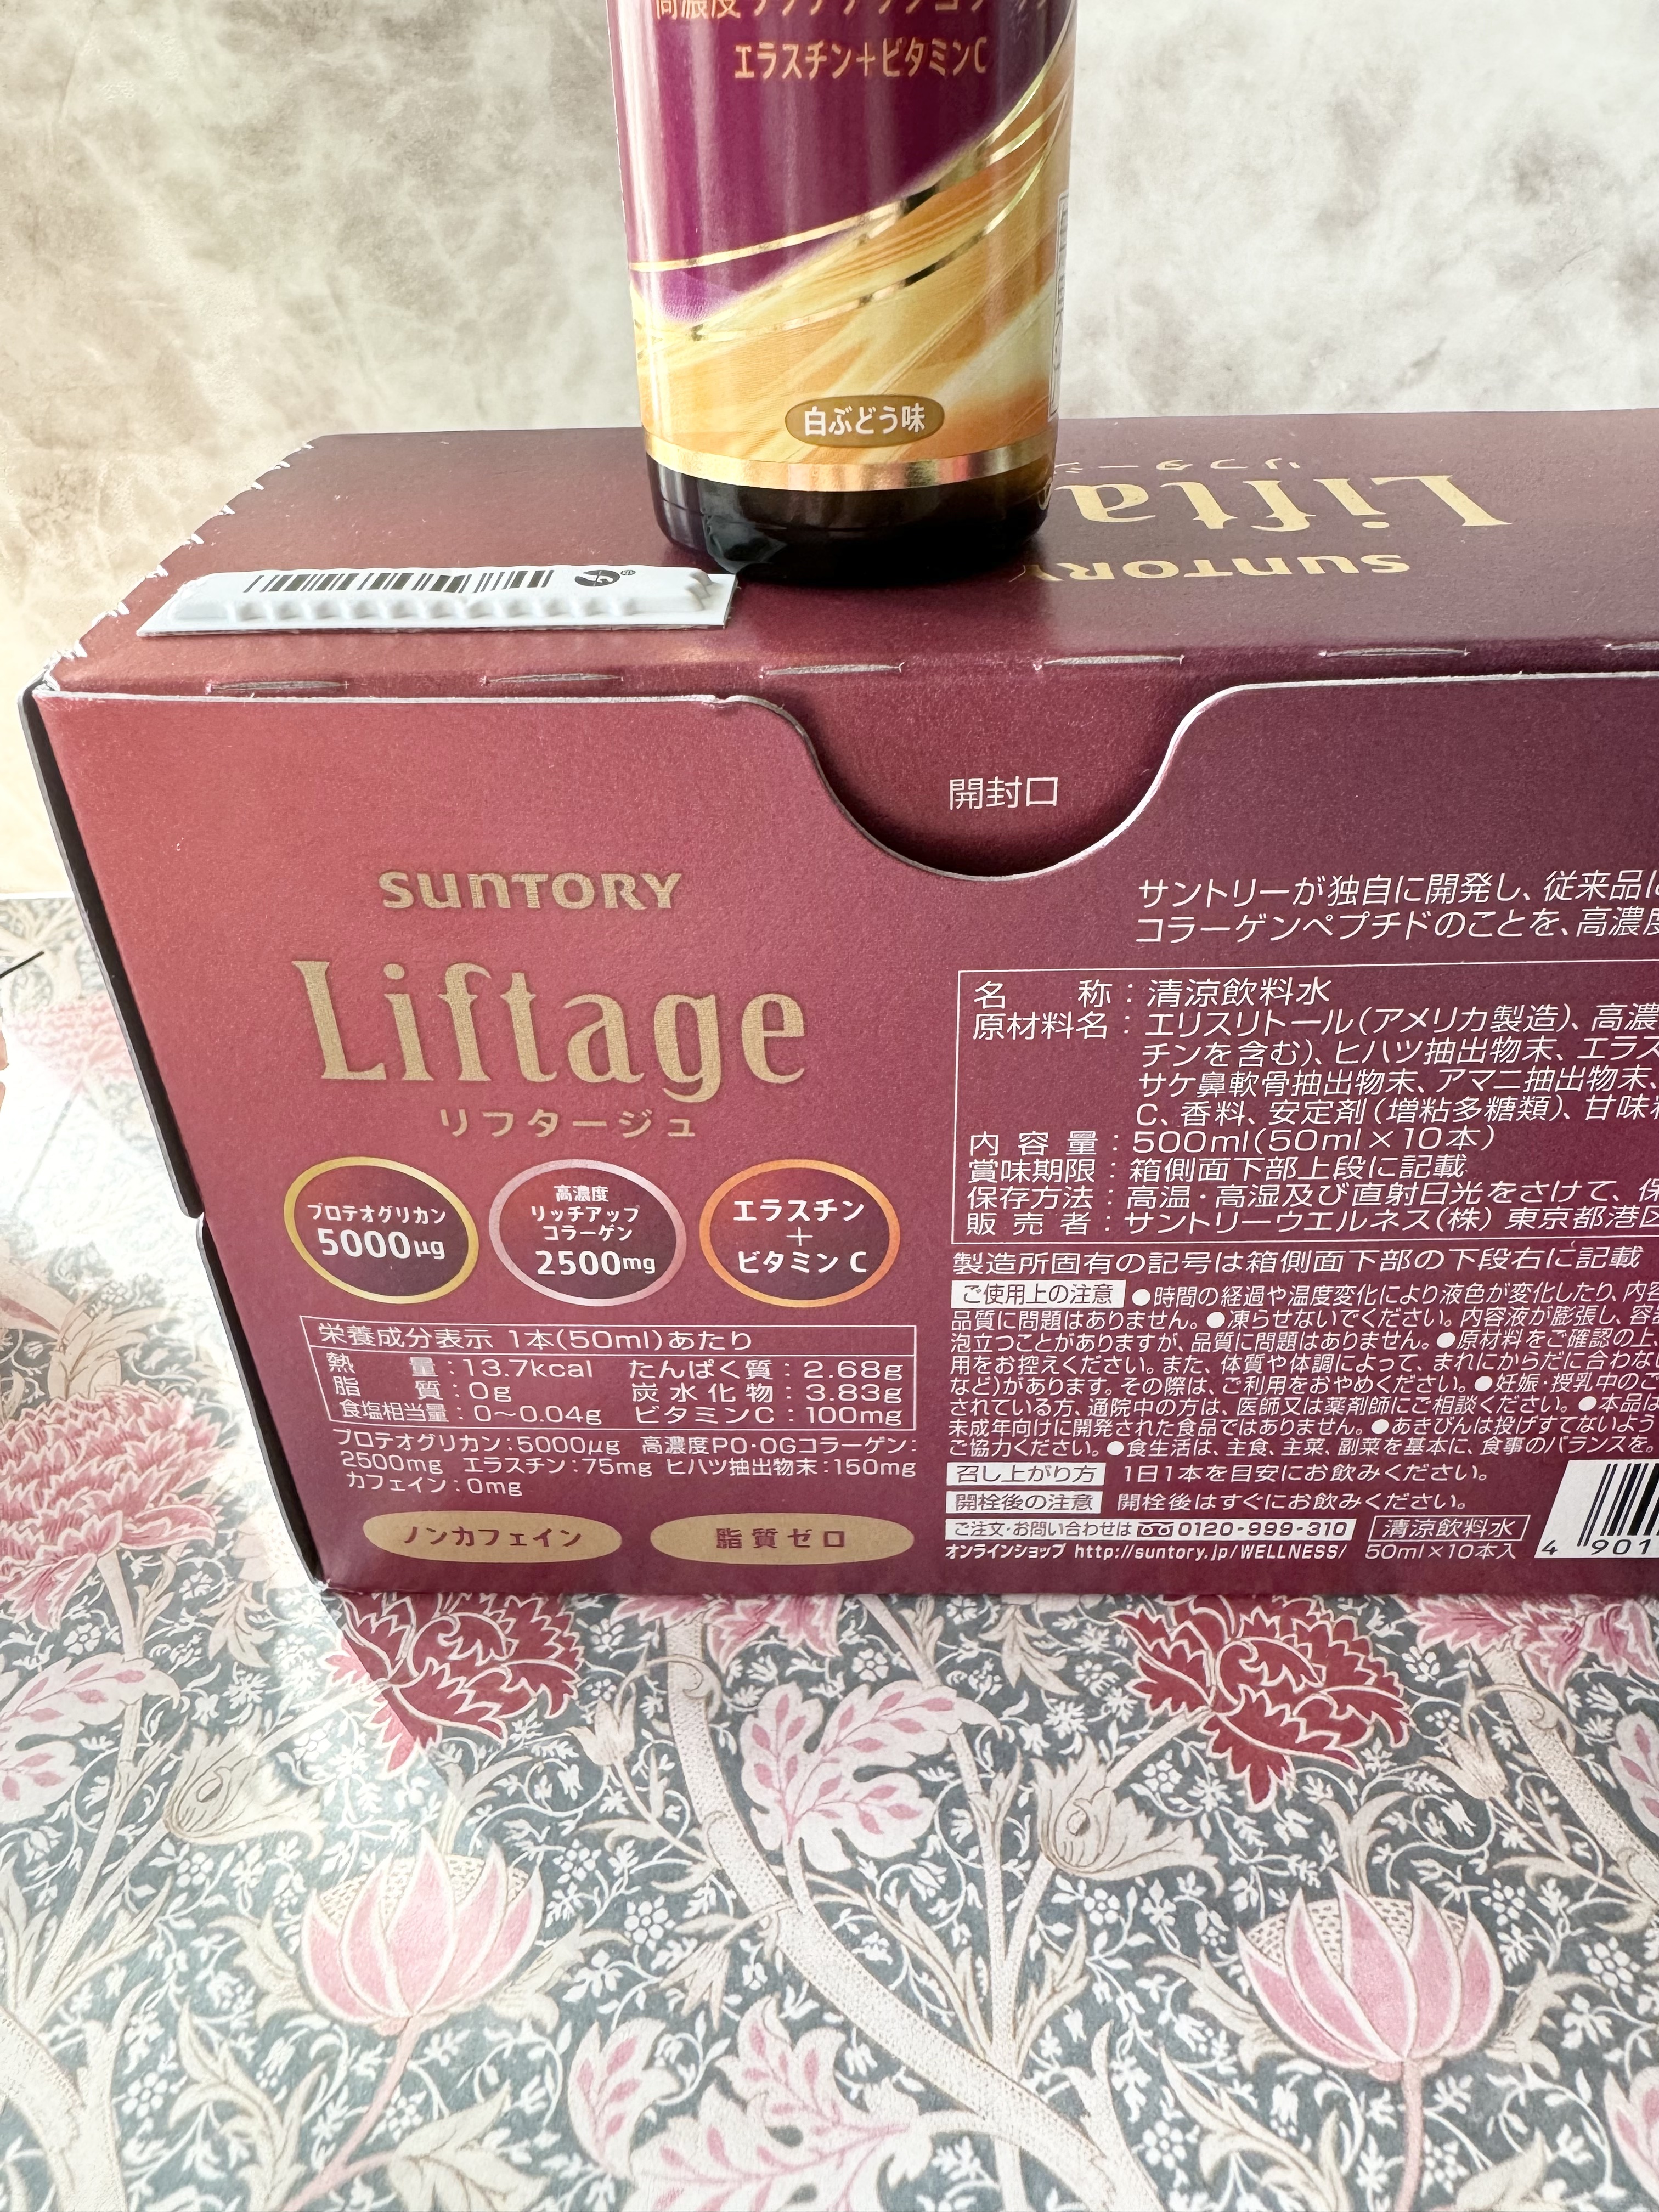 エラスチン＋ビタミンC
白ぶどう味
SUNTORY
開封口
SUNTORY
Liftage
リフタージュ
プロテオグリカン
5000μg
高濃度
リッチアップ
コラーゲン
2500mg
エラスチン
＋
ビタミンC
栄養成分表示 1本(50ml)あたり
熱量：13.7kcal たんぱく質：2.68g
脂質：0g 炭水化物：3.83g
食塩相当量：0〜0.04g ビタミンC：100mg
プロテオグリカン：5000μg 高濃度PO・OGコラーゲン：
2500mg エラスチン：75mg ヒハツ抽出物末：150mg
カフェイン：0mg
ノンカフェイン 脂質ゼロ
サントリーが独自に開発し、従来品に
コラーゲンペプチドのことを、高濃度
名称：清涼飲料水
原材料名：エリスリトール(アメリカ製造)、高濃
チンを含む)、ヒハツ抽出物末、エラス
サケ鼻軟骨抽出物末、アマニ抽出物末、
C、香料、安定剤(増粘多糖類)、甘味料
内容量：500ml(50ml×10本)
賞味期限：箱側面下部上段に記載
保存方法：高温・高湿及び直射日光をさけて、保
販売者：サントリーウエルネス(株) 東京都港区
製造所固有の記号は箱側面下部の下段右に記載
ご使用上の注意 ●時間の経過や温度変化により液色が変化したり、内容
品質に問題はありません。●凍らせないでください。内容液が膨張し、容器
泡立つことがありますが、品質に問題はありません。●原材料をご確認の上、
用をお控えください。また、体質や体調によって、まれにからだに合わない
など)があります。その際は、ご利用をおやめください。●妊娠・授乳中のご
されている方、通院中の方は、医師又は薬剤師にご相談ください。●本品は
未成年向けに開発された食品ではありません。●あきびんは投げすてないよう
ご協力ください。●食生活は、主食、主菜、副菜を基本に、食事のバランスを。
召し上がり方 1日1本を目安にお飲みください。
開栓後の注意 開栓後はすぐにお飲みください。
ご注文・お問い合わせは 0120-999-310 清涼飲料水
オンラインショップ http://suntory.jp/WELLNESS/ 50ml×10本入
4 901